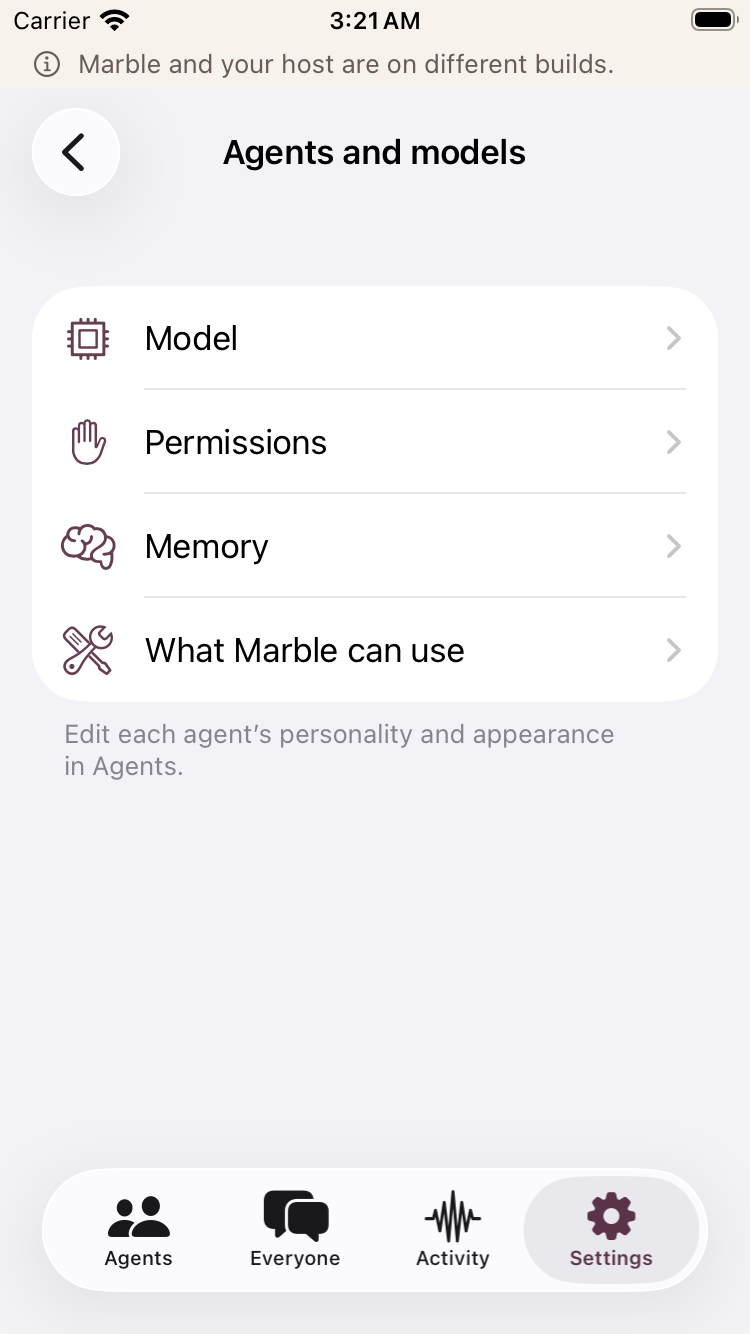 Carrier 3:21 AM
Marble and your host are on different builds.
Agents and models
Model
Permissions
Memory
What Marble can use
Edit each agent’s personality and appearance
in Agents.
Agents Everyone Activity Settings